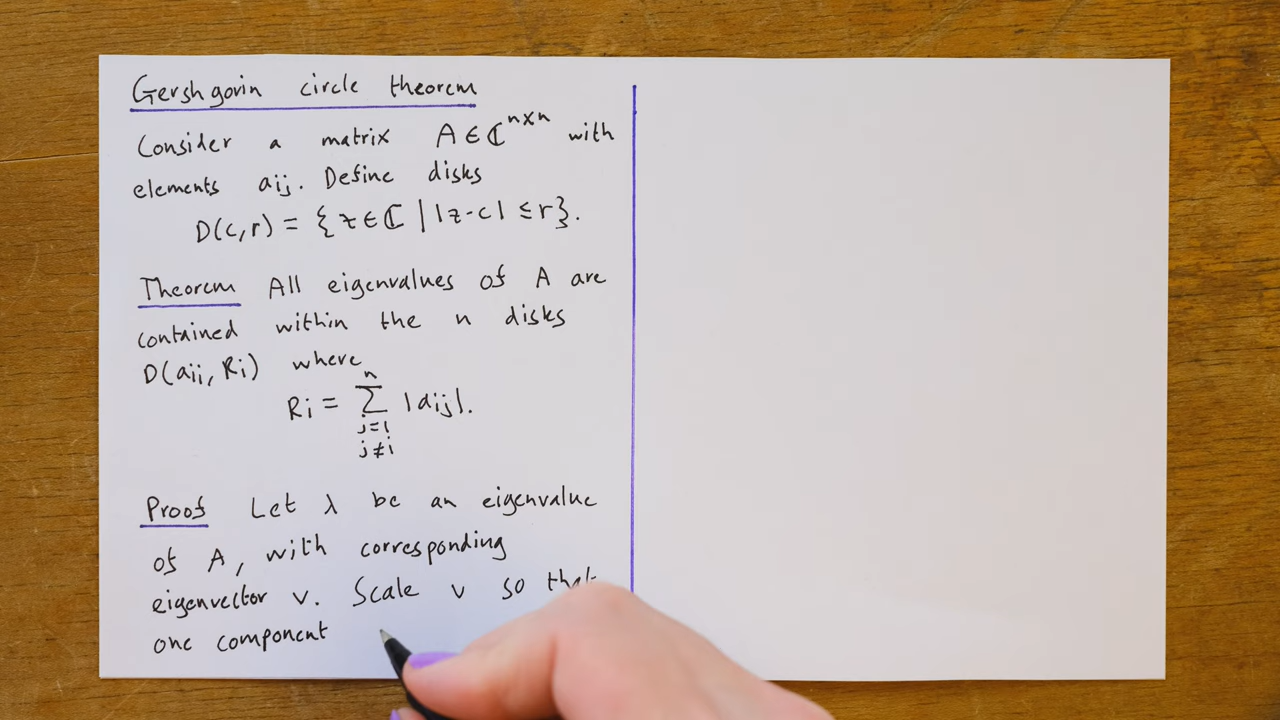 Gershgorin circle theorem
Consider a matrix A ∈ ℂⁿˣⁿ with
elements aij. Define disks
D(c,r) = {z ∈ ℂ | |z-c| ≤ r}.
Theorem All eigenvalues of A are
contained within the n disks
D(aii, Ri) where
n
Ri = Σ |aij|.
j=1
j≠i
Proof Let λ be an eigenvalue
of A, with corresponding
eigenvector v. Scale v so that
one component